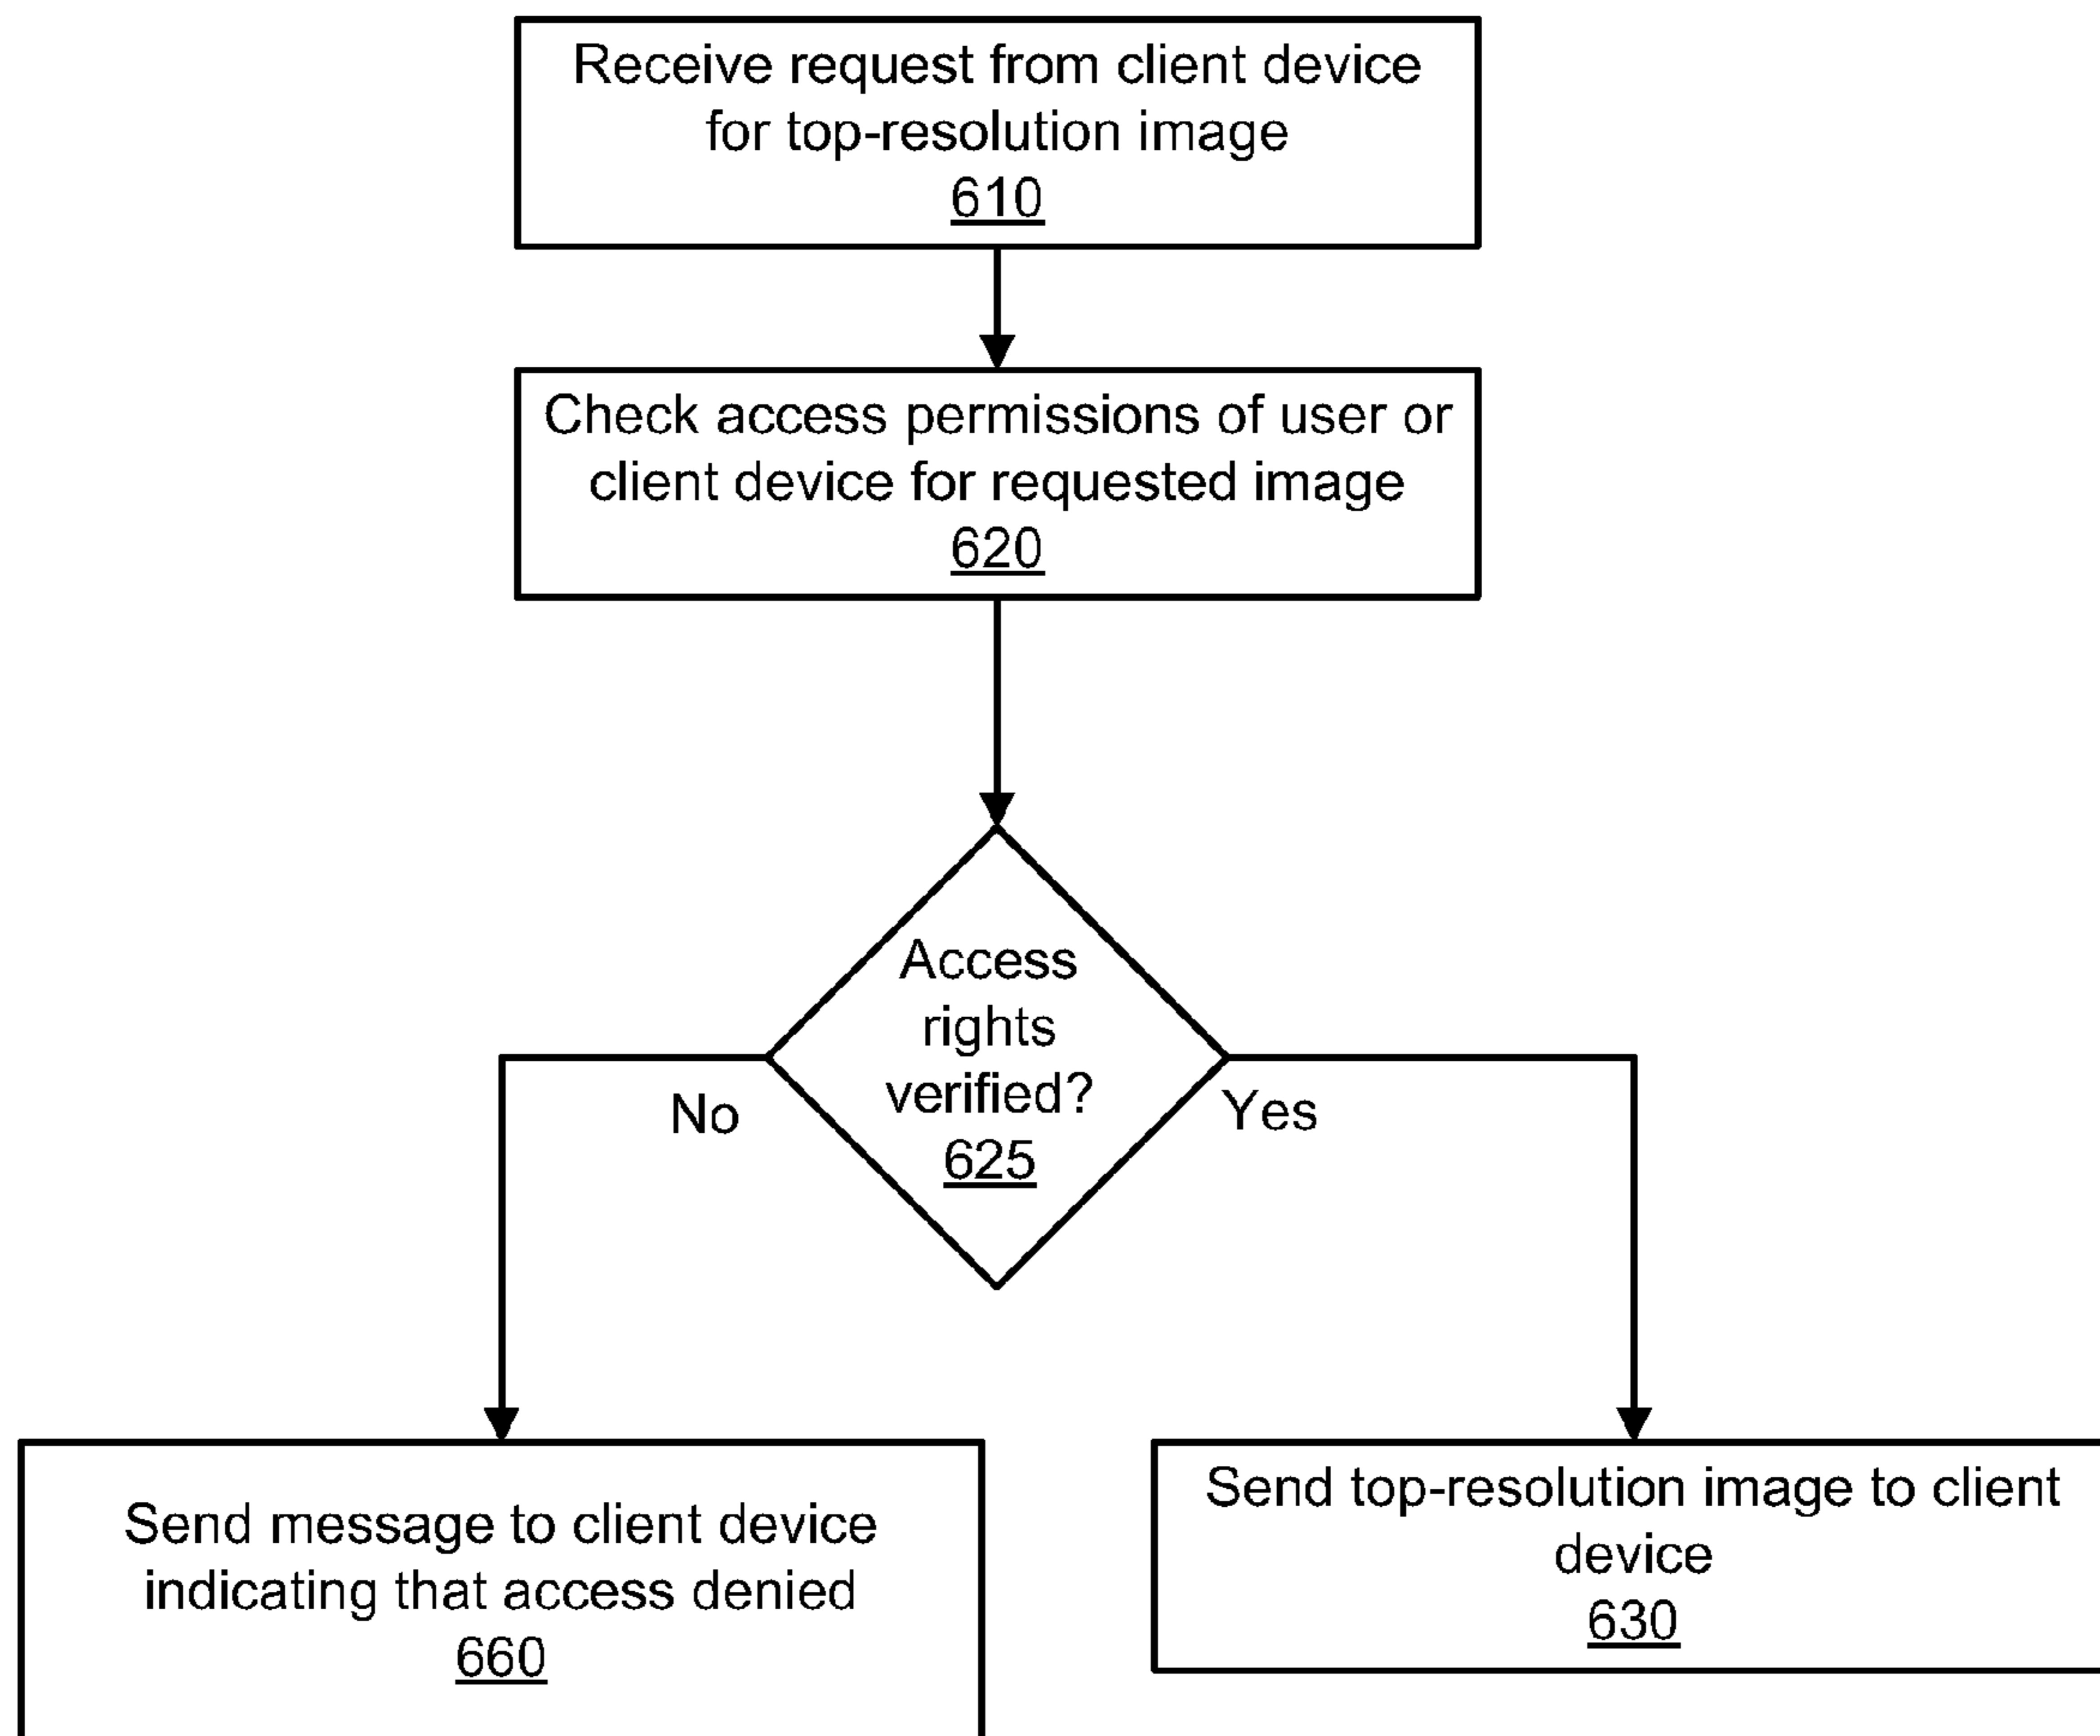 Receive request from client device
for top-resolution image
610
Check access permissions of user or
client device for requested image
620
Access
rights
verified?
625
No
Yes
Send message to client device
indicating that access denied
660
Send top-resolution image to client
device
630